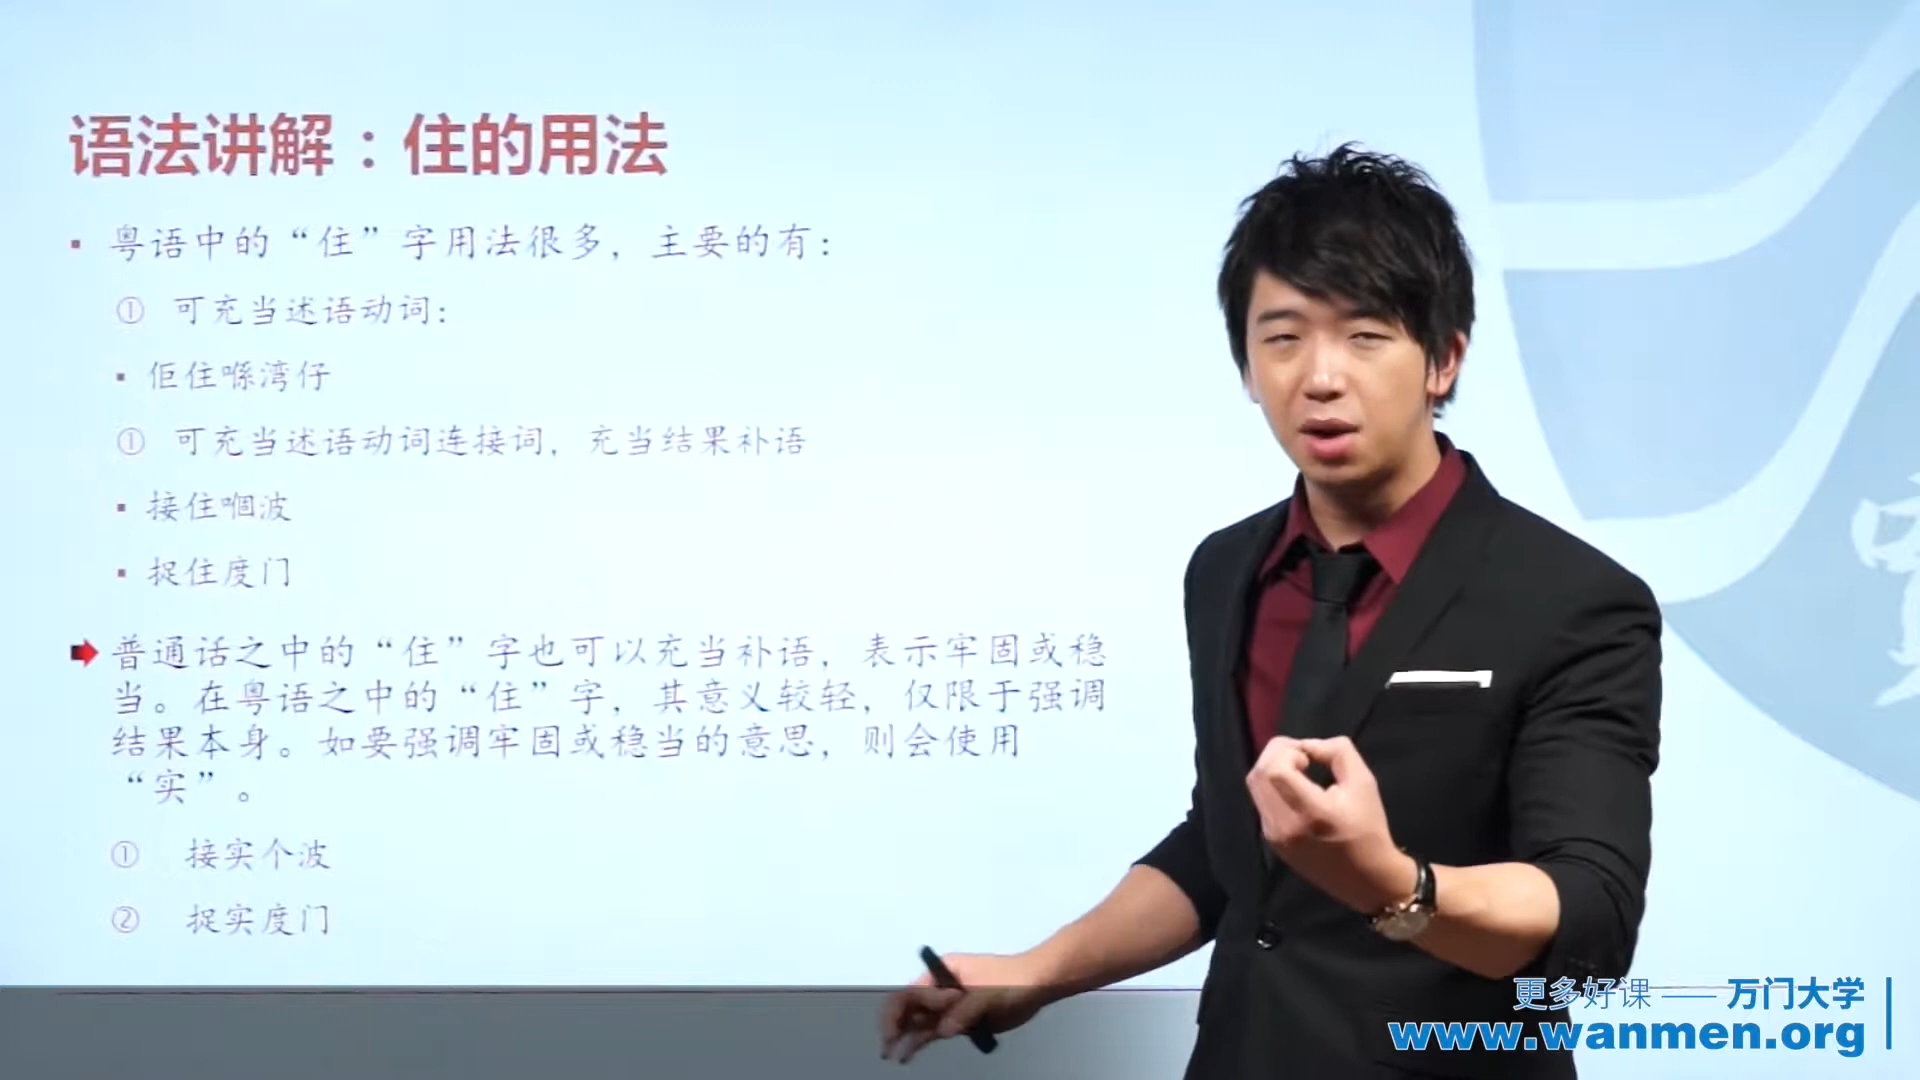 语法讲解：住的用法
▪ 粤语中的“住”字用法很多，主要的有：
① 可充当述语动词：
▪ 佢住喺湾仔
① 可充当述语动词连接词，充当结果补语
▪ 接住嗰波
▪ 捉住度门
普通话之中的“住”字也可以充当补语，表示牢固或稳
当。在粤语之中的“住”字，其意义较轻，仅限于强调
结果本身。如要强调牢固或稳当的意思，则会使用
“实”。
① 接实个波
② 捉实度门
更多好课 —— 万门大学
www.wanmen.org